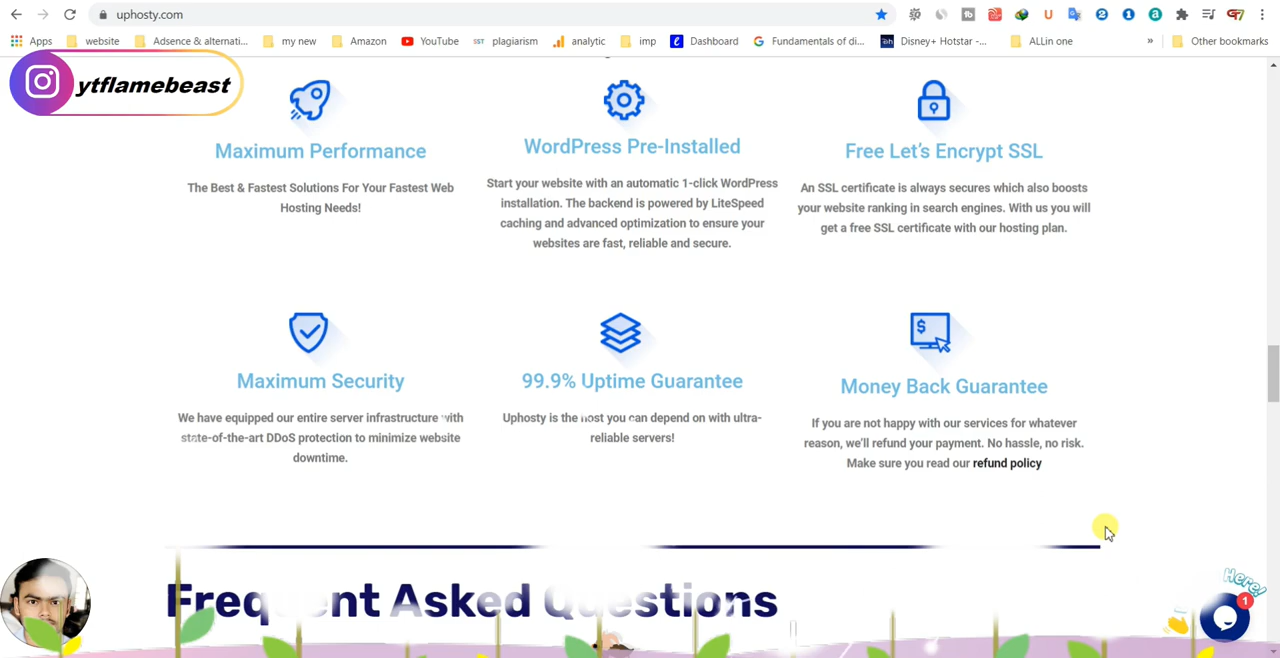 uphosty.com
Apps
website
Adsence & alternati...
my new
Amazon
YouTube
SST
plagiarism
analytic
imp
Dashboard
Fundamentals of di...
Disney+ Hotstar -...
ALLin one
»
Other bookmarks
ytflamebeast
Maximum Performance
The Best & Fastest Solutions For Your Fastest Web
Hosting Needs!
WordPress Pre-Installed
Start your website with an automatic 1-click WordPress
installation. The backend is powered by LiteSpeed
caching and advanced optimization to ensure your
websites are fast, reliable and secure.
Free Let's Encrypt SSL
An SSL certificate is always secures which also boosts
your website ranking in search engines. With us you will
get a free SSL certificate with our hosting plan.
Maximum Security
We have equipped our entire server infrastructure with
state-of-the-art DDoS protection to minimize website
downtime.
99.9% Uptime Guarantee
Uphosty is the host you can depend on with ultra-
reliable servers!
Money Back Guarantee
If you are not happy with our services for whatever
reason, we'll refund your payment. No hassle, no risk.
Make sure you read our refund policy
Frequent Asked Questions
Here!
1